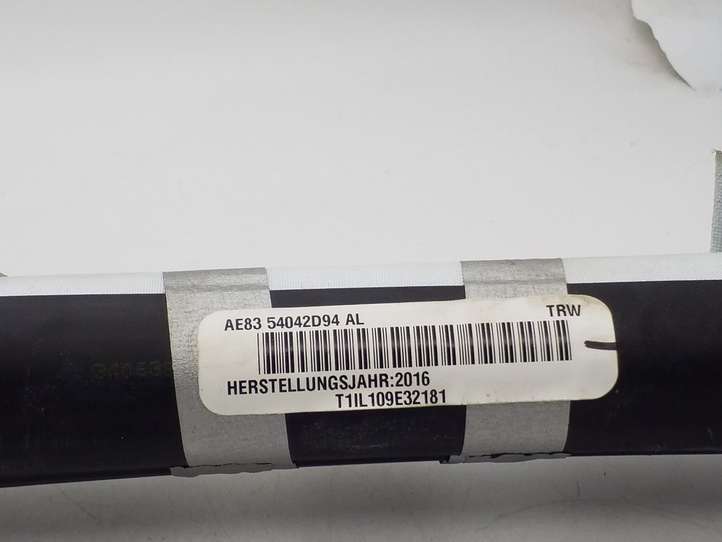 AE83 54042D94 AL TRW
HERSTELLUNGSJAHR:2016
T1IL109E32181